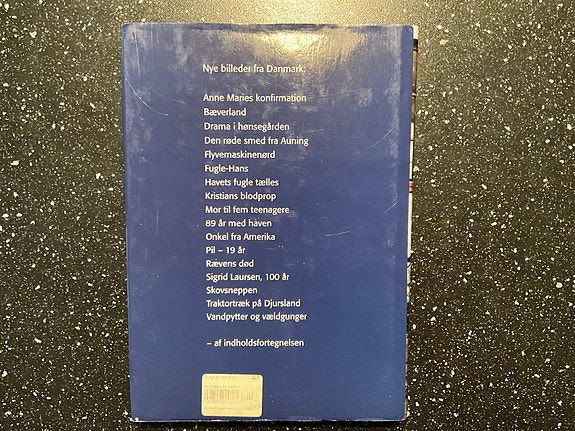 Nye billeder fra Danmark:
Anne Maries konfirmation
Bæverland
Drama i hønsegården
Den røde smed fra Auning
Flyvemaskinenørd
Fugle-Hans
Havets fugle tælles
Kristians blodprop
Mor til fem teenagere
89 år med haven
Onkel fra Amerika
Pil – 19 år
Rævens død
Sigrid Laursen, 100 år
Skovsneppen
Traktortræk på Djursland
Vandpytter og vældgunger
– af indholdsfortegnelsen